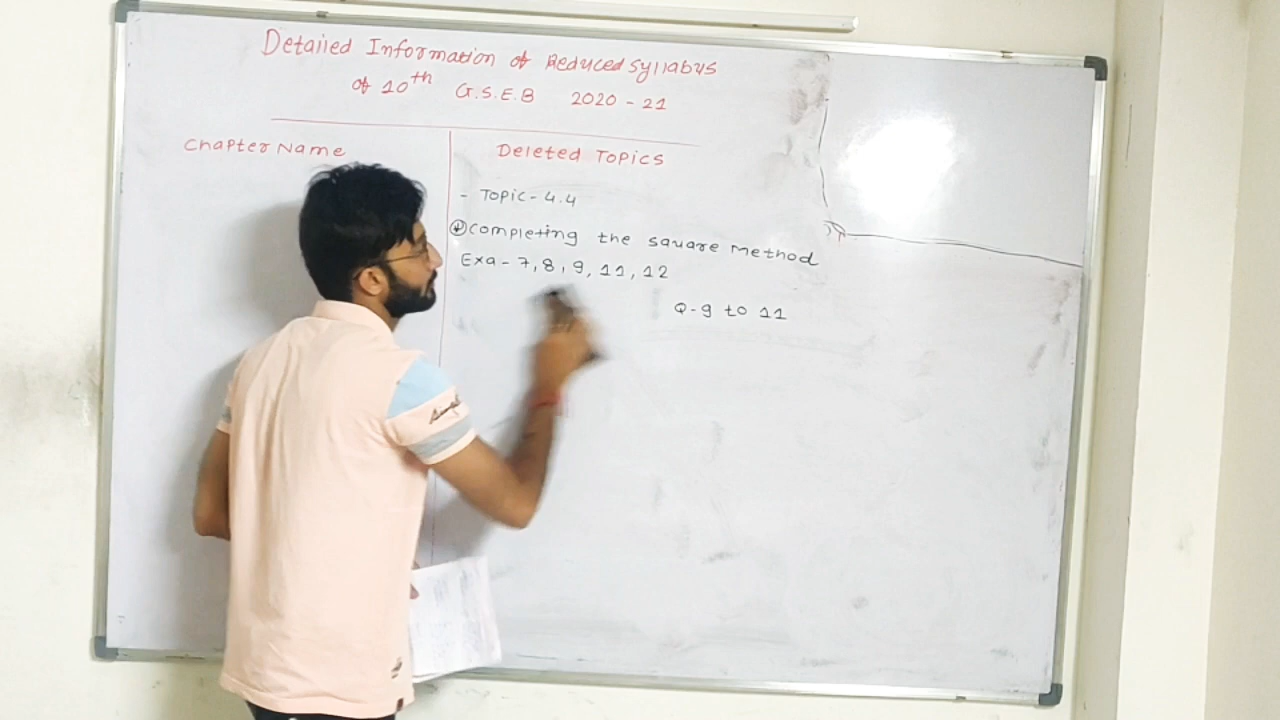 Detailed Information of Reduced Syllabus
of 10th G.S.E.B 2020 - 21
Chapter Name
Deleted Topics
- Topic - 4.4
completing the square method
Exa - 7, 8, 9, 11, 12
Q - 9 to 11